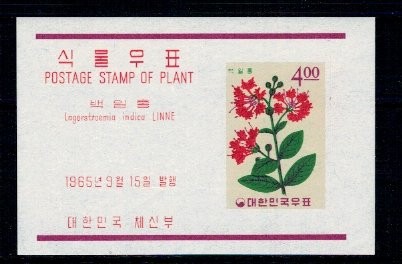 식물우표
POSTAGE STAMP OF PLANT
백일홍
Lagerstroemia indica LINNE
1965년 9월 15일 발행
대한민국 체신부
백일홍
4.00
대한민국우표